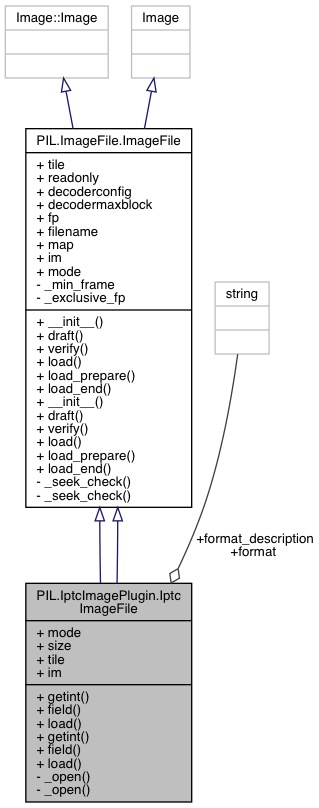 Image::Image
Image
PIL.ImageFile.ImageFile
+ tile
+ readonly
+ decoderconfig
+ decodermaxblock
+ fp
+ filename
+ map
+ im
+ mode
- _min_frame
- _exclusive_fp
+ __init__()
+ draft()
+ verify()
+ load()
+ load_prepare()
+ load_end()
+ __init__()
+ draft()
+ verify()
+ load()
+ load_prepare()
+ load_end()
- _seek_check()
- _seek_check()
string
+format_description
+format
PIL.IptcImagePlugin.Iptc
ImageFile
+ mode
+ size
+ tile
+ im
+ getint()
+ field()
+ load()
+ getint()
+ field()
+ load()
- _open()
- _open()